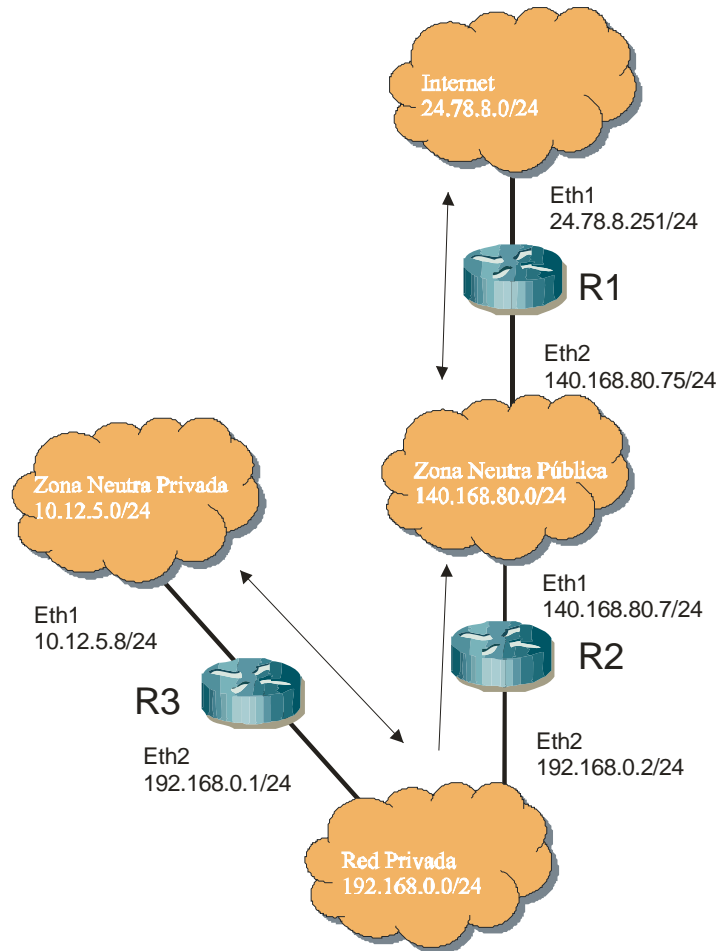 Internet
24.78.8.0/24
Eth1
24.78.8.251/24
R1
Eth2
140.168.80.75/24
Zona Neutra Privada
10.12.5.0/24
Zona Neutra Pública
140.168.80.0/24
Eth1
10.12.5.8/24
Eth1
140.168.80.7/24
R3
R2
Eth2
192.168.0.1/24
Eth2
192.168.0.2/24
Red Privada
192.168.0.0/24